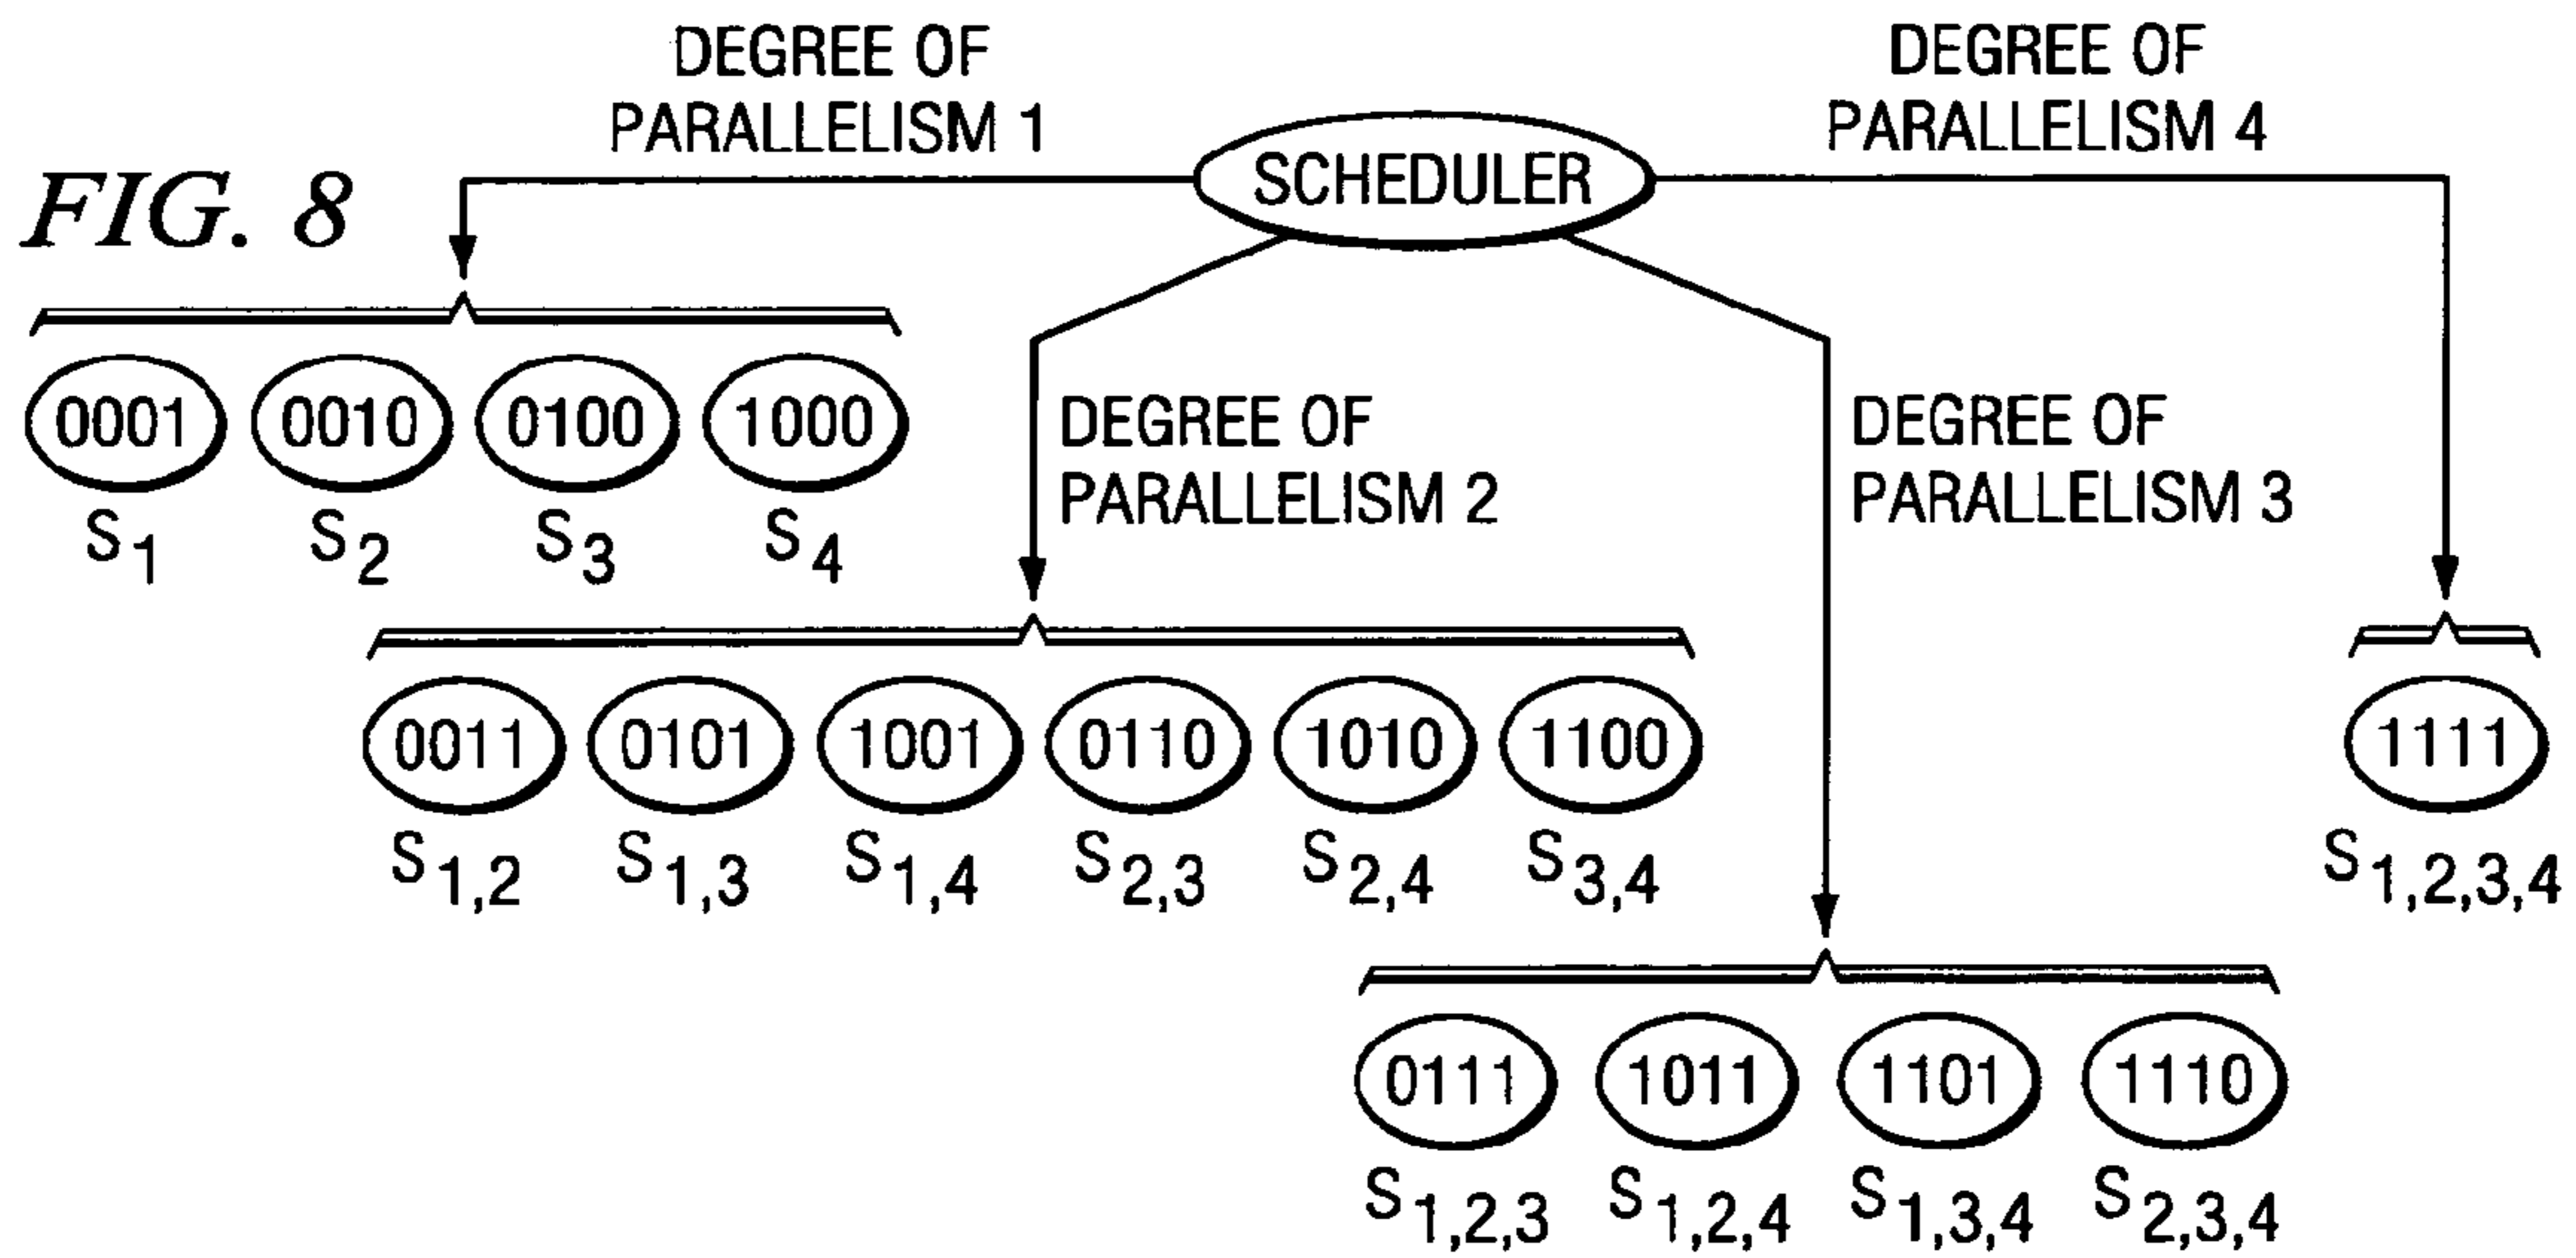 DEGREE OF
PARALLELISM 1
DEGREE OF
PARALLELISM 4
SCHEDULER
FIG. 8
0001 0010 0100 1000
S1 S2 S3 S4
DEGREE OF
PARALLELISM 2
DEGREE OF
PARALLELISM 3
0011 0101 1001 0110 1010 1100
S1,2 S1,3 S1,4 S2,3 S2,4 S3,4
1111
S1,2,3,4
0111 1011 1101 1110
S1,2,3 S1,2,4 S1,3,4 S2,3,4